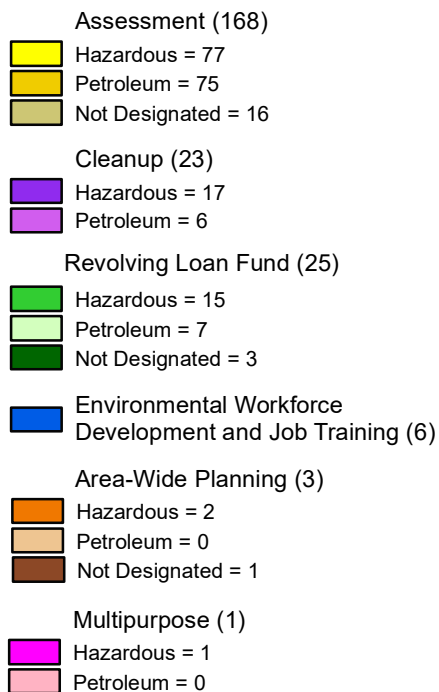 Assessment (168)
Hazardous = 77
Petroleum = 75
Not Designated = 16
Cleanup (23)
Hazardous = 17
Petroleum = 6
Revolving Loan Fund (25)
Hazardous = 15
Petroleum = 7
Not Designated = 3
Environmental Workforce
Development and Job Training (6)
Area-Wide Planning (3)
Hazardous = 2
Petroleum = 0
Not Designated = 1
Multipurpose (1)
Hazardous = 1
Petroleum = 0